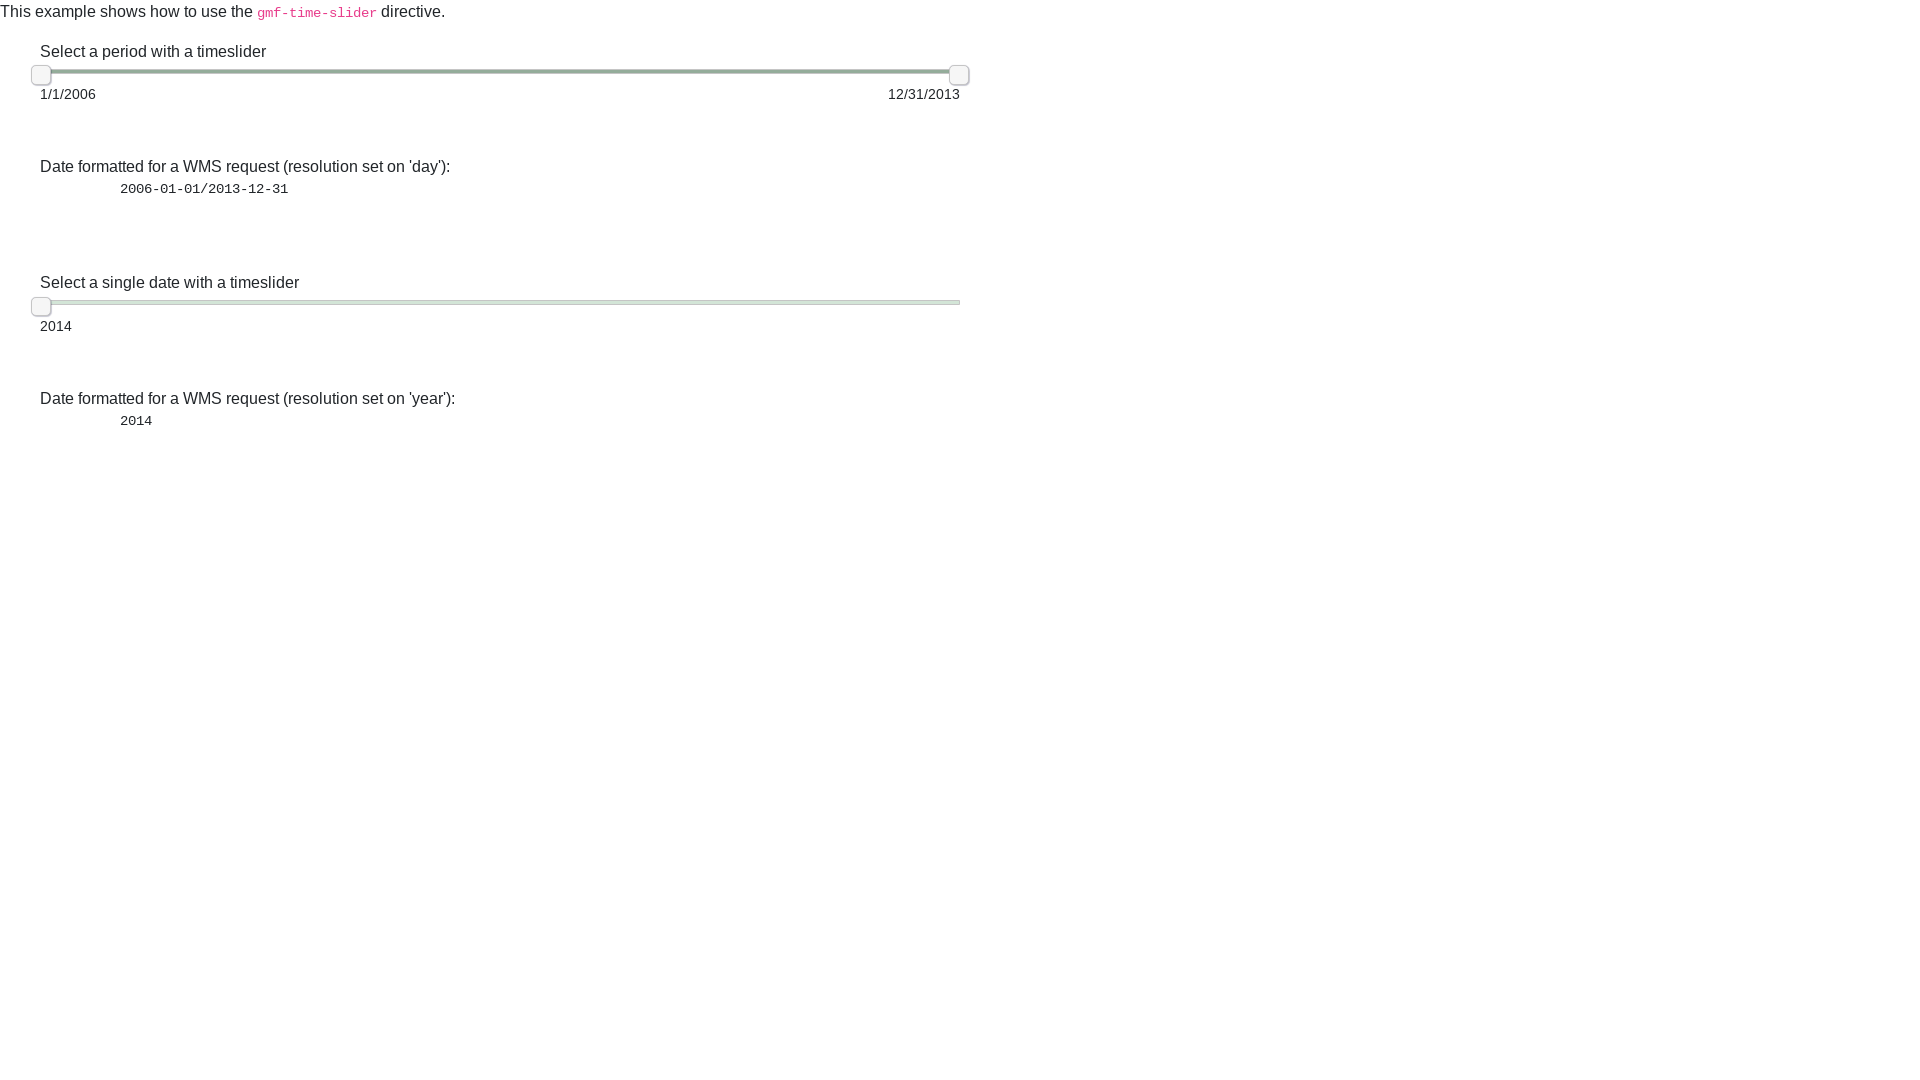 This example shows how to use the gmf-time-slider directive.
Select a period with a timeslider
1/1/2006 12/31/2013
Date formatted for a WMS request (resolution set on 'day'):
2006-01-01/2013-12-31
Select a single date with a timeslider
2014
Date formatted for a WMS request (resolution set on 'year'):
2014